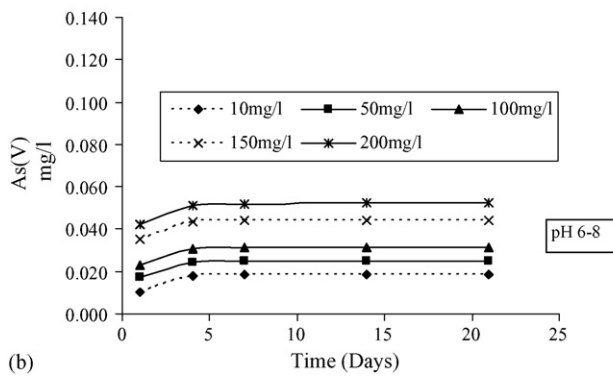 0.140
0.120
0.100
0.080
0.060
0.040
0.020
0.000
As(V)
mg/l
10mg/l 50mg/l 100mg/l
150mg/l 200mg/l
pH 6-8
0 5 10 15 20 25
Time (Days)
(b)